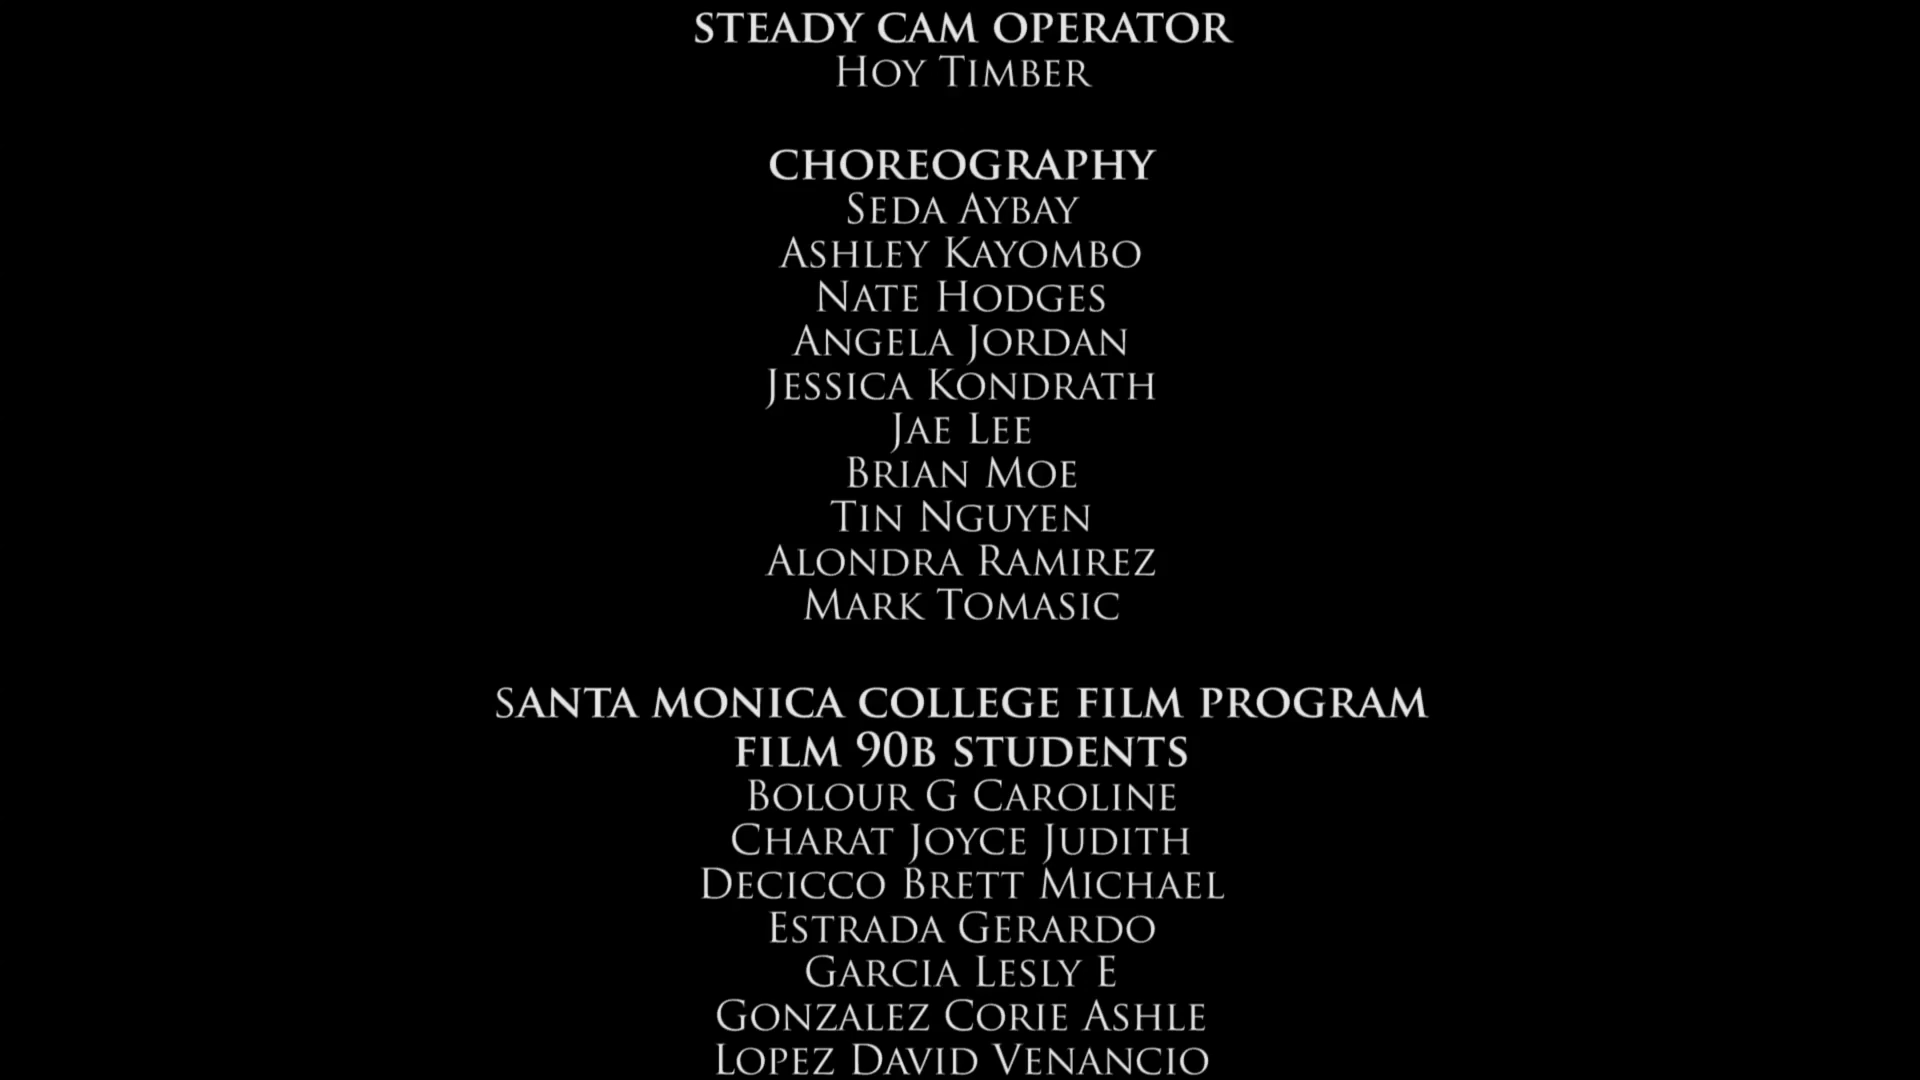 STEADY CAM OPERATOR
HOY TIMBER
CHOREOGRAPHY
SEDA AYBAY
ASHLEY KAYOMBO
NATE HODGES
ANGELA JORDAN
JESSICA KONDRATH
JAE LEE
BRIAN MOE
TIN NGUYEN
ALONDRA RAMIREZ
MARK TOMASIC
SANTA MONICA COLLEGE FILM PROGRAM
FILM 90B STUDENTS
BOLOUR G CAROLINE
CHARAT JOYCE JUDITH
DECICCO BRETT MICHAEL
ESTRADA GERARDO
GARCIA LESLY E
GONZALEZ CORIE ASHLE
LOPEZ DAVID VENANCIO